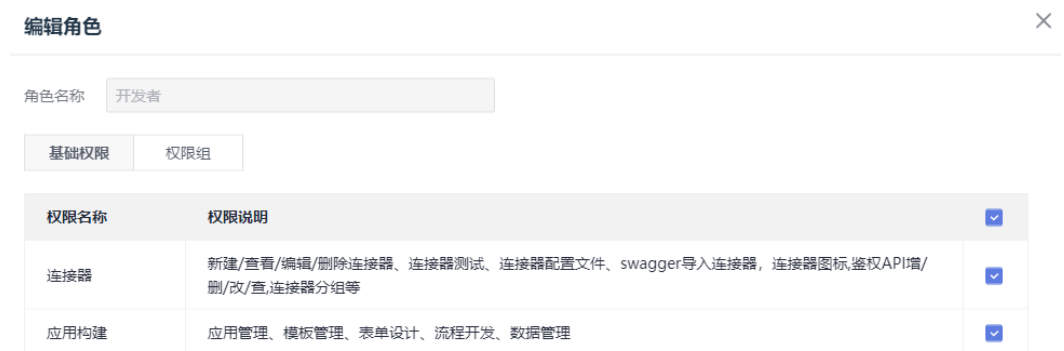 编辑角色
角色名称 开发者
基础权限 权限组
权限名称 权限说明
连接器 新建/查看/编辑/删除连接器、连接器测试、连接器配置文件、swagger导入连接器，连接器图标,鉴权API增/
删/改/查,连接器分组等
应用构建 应用管理、模板管理、表单设计、流程开发、数据管理